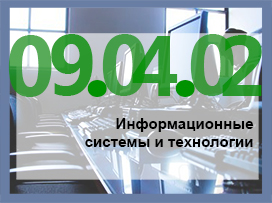 09.04.02
Информационные
системы и технологии